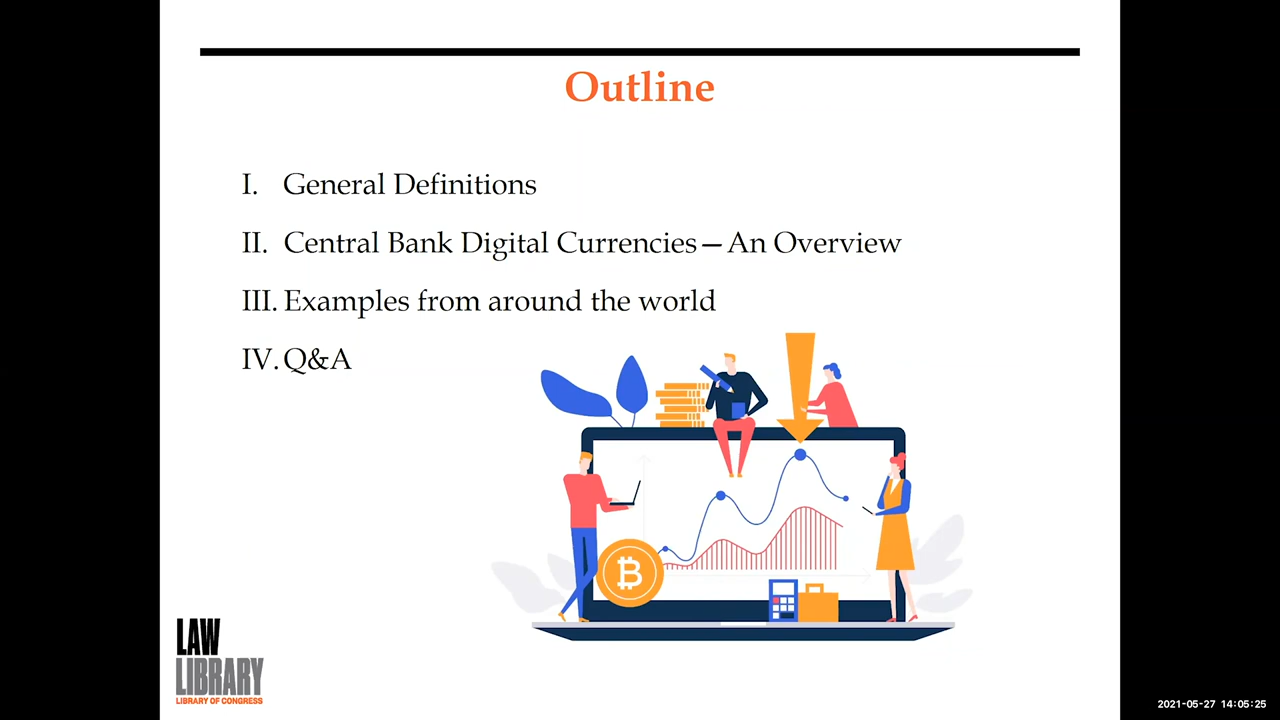 Outline
I. General Definitions
II. Central Bank Digital Currencies—An Overview
III. Examples from around the world
IV. Q&A
B
LAW
LIBRARY
LIBRARY OF CONGRESS
2021-05-27 14:05:25